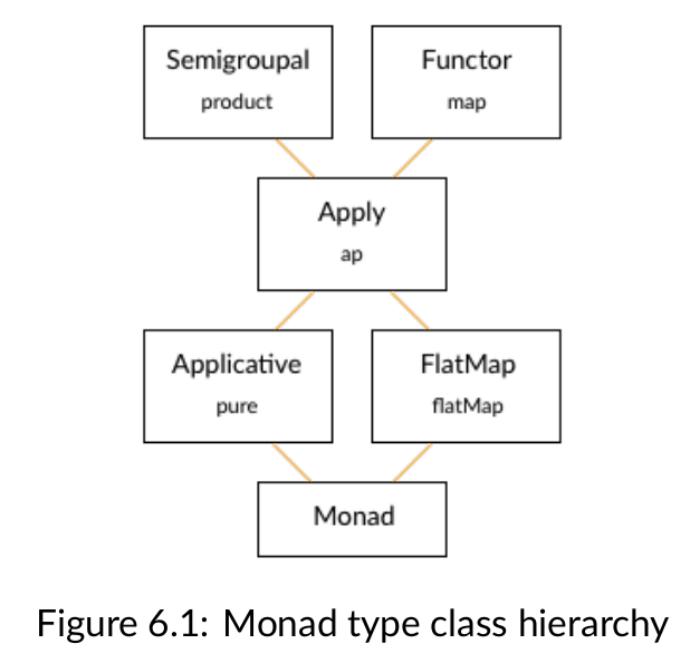 Semigroupal
product
Functor
map
Apply
ap
Applicative
pure
FlatMap
flatMap
Monad
Figure 6.1: Monad type class hierarchy